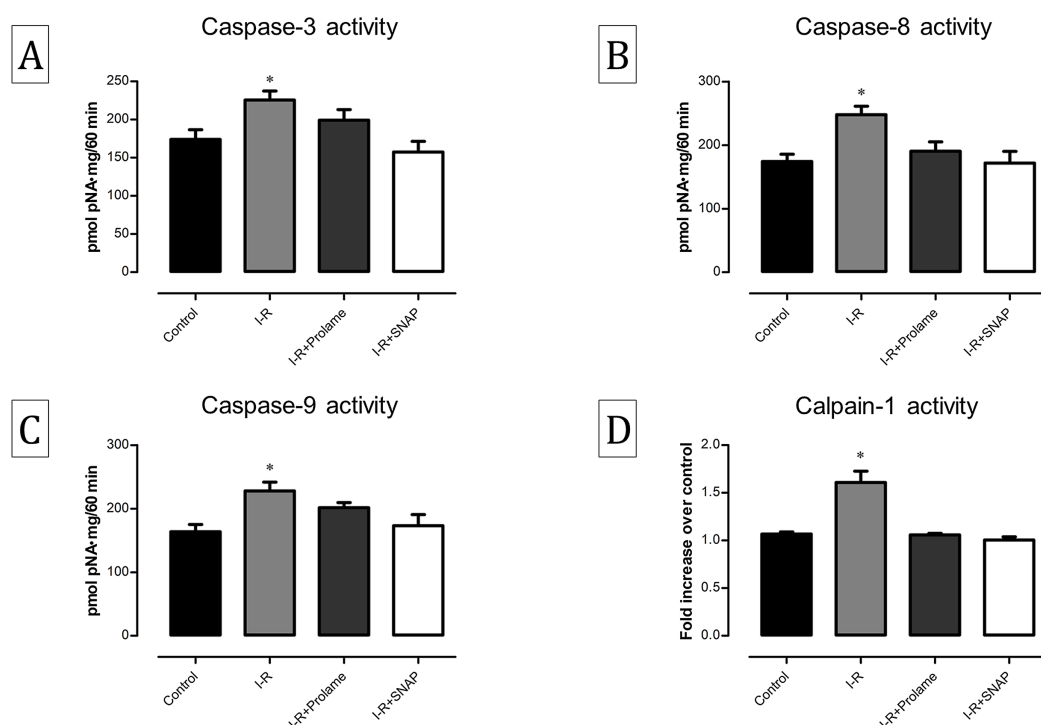 A
Caspase-3 activity
*
250
200
150
100
50
0
pmol pNA·mg/60 min
Control
I-R
I-R+Prolame
I-R+SNAP
B
Caspase-8 activity
*
300
200
100
0
pmol pNA·mg/60 min
Control
I-R
I-R+Prolame
I-R+SNAP
C
Caspase-9 activity
*
300
200
100
0
pmol pNA·mg/60 min
Control
I-R
I-R+Prolame
I-R+SNAP
D
Calpain-1 activity
*
2.0
1.5
1.0
0.5
0.0
Fold increase over control
Control
I-R
I-R+Prolame
I-R+SNAP